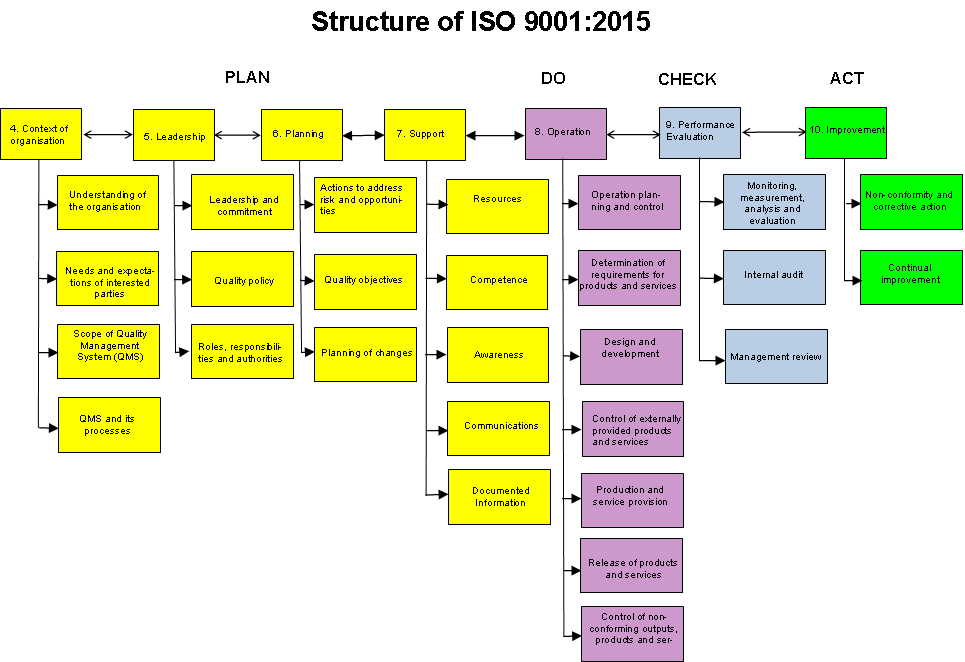 Structure of ISO 9001:2015
PLAN
DO
CHECK
ACT
4. Context of
organisation
5. Leadership
6. Planning
7. Support
8. Operation
9. Performance
Evaluation
10. Improvement
Understanding of
the organisation
Needs and expecta-
tions of interested
parties
Scope of Quality
Management
System (QMS)
QMS and its
processes
Leadership and
commitment
Quality policy
Roles, responsibili-
ties and authorities
Actions to address
risk and opportuni-
ties
Quality objectives
Planning of changes
Resources
Competence
Awareness
Communications
Documented
Information
Operation plan-
ning and control
Determination of
requirements for
products and services
Design and
development
Control of externally
provided products
and services
Production and
service provision
Release of products
and services
Control of non-
conforming outputs,
products and ser-
Monitoring,
measurement,
analysis and
evaluation
Internal audit
Management review
Non-conformity and
corrective action
Continual
improvement